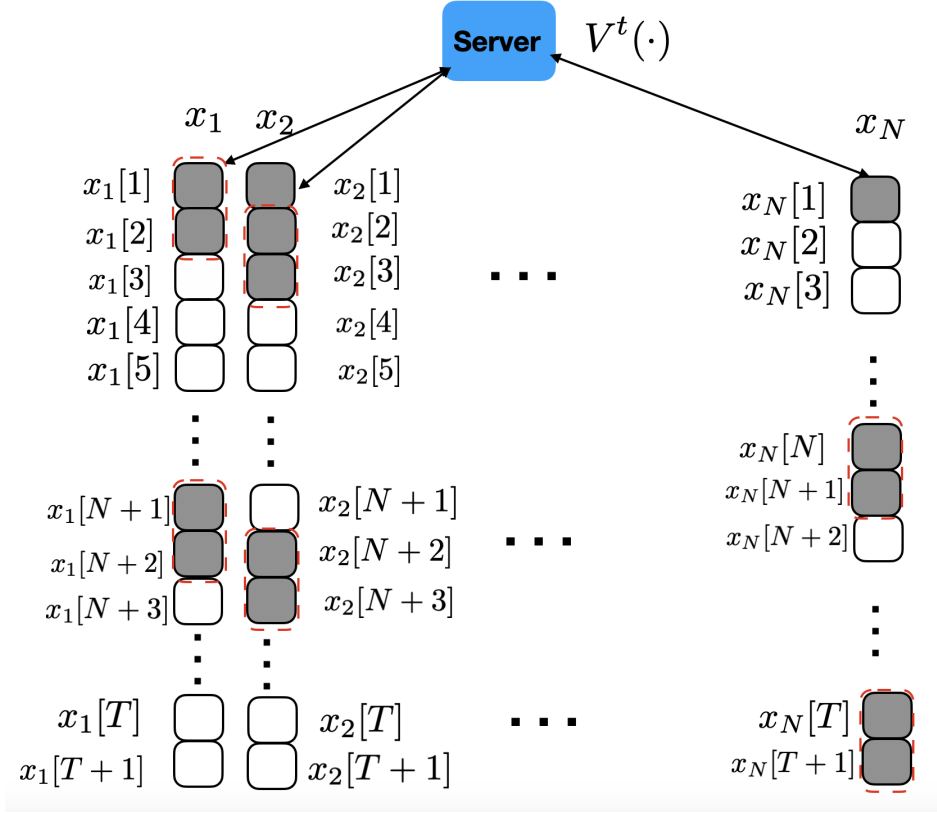 Server V^t(·)
x_1 x_2 x_N
x_1[1] x_2[1] x_N[1]
x_1[2] x_2[2] x_N[2]
x_1[3] x_2[3] ... x_N[3]
x_1[4] x_2[4]
x_1[5] x_2[5]
x_N[N]
x_1[N + 1] x_2[N + 1] x_N[N + 1]
x_1[N + 2] x_2[N + 2] ... x_N[N + 2]
x_1[N + 3] x_2[N + 3]
x_1[T] x_2[T] ... x_N[T]
x_1[T + 1] x_2[T + 1] x_N[T + 1]